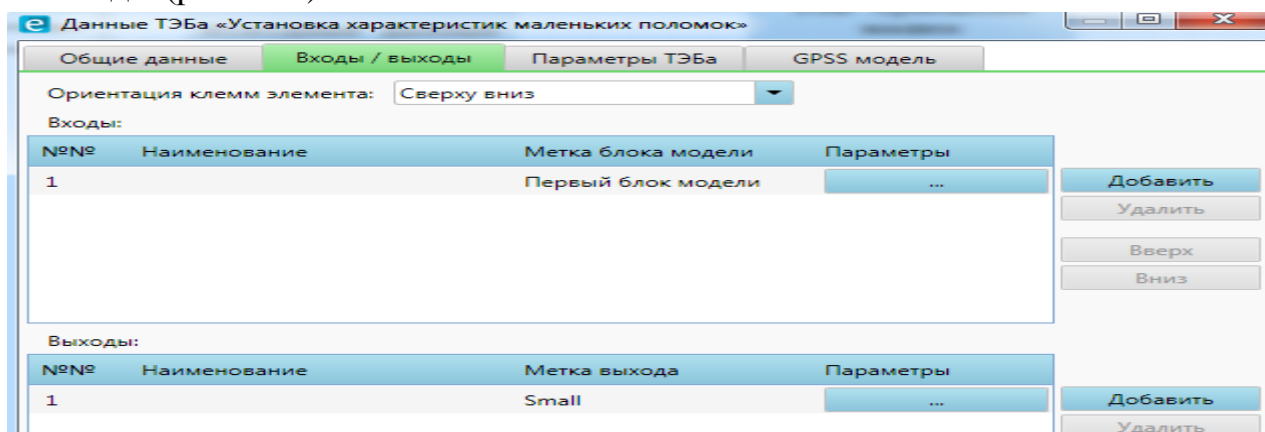 Данные ТЭБа «Установка характеристик маленьких поломок»
Общие данные Входы / выходы Параметры ТЭБа GPSS модель
Ориентация клемм элемента: Сверху вниз
Входы:
№№ Наименование Метка блока модели Параметры
1 Первый блок модели ... Добавить
Удалить
Вверх
Вниз
Выходы:
№№ Наименование Метка выхода Параметры
1 Small ... Добавить
Удалить